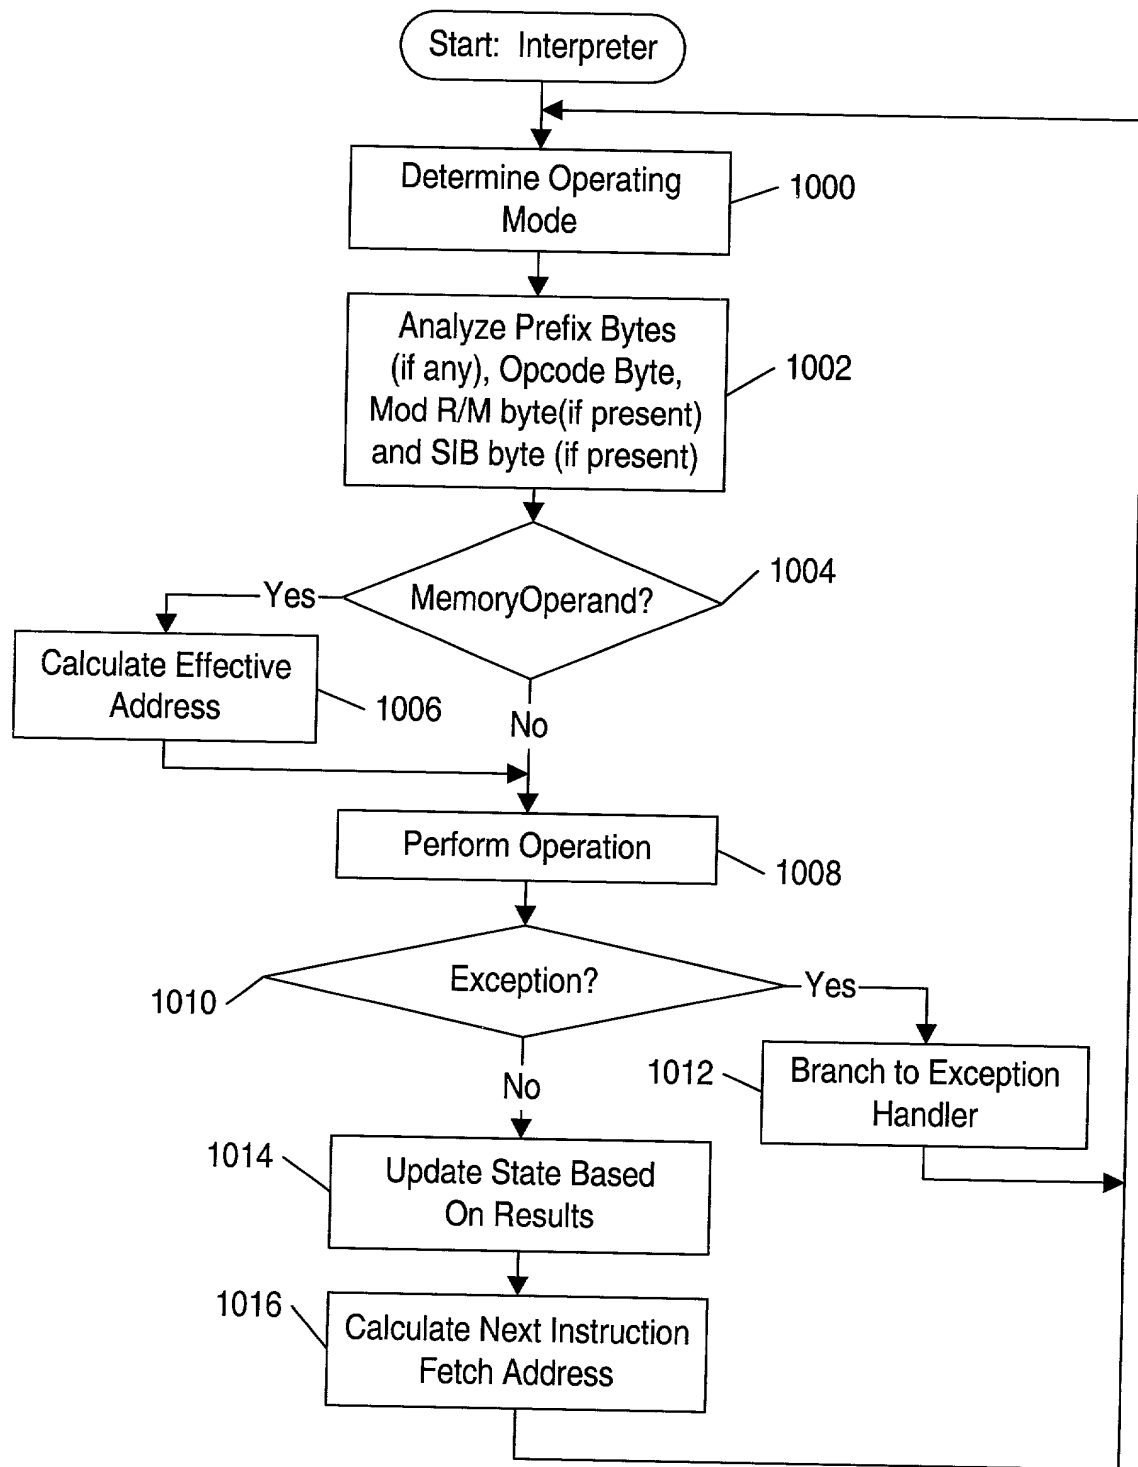 Start: Interpreter
Determine Operating
Mode
1000
Analyze Prefix Bytes
(if any), Opcode Byte,
Mod R/M byte(if present)
and SIB byte (if present)
1002
MemoryOperand?
1004
Yes
Calculate Effective
Address
1006
No
Perform Operation
1008
Exception?
1010
Yes
No
1012
Branch to Exception
Handler
1014
Update State Based
On Results
1016
Calculate Next Instruction
Fetch Address